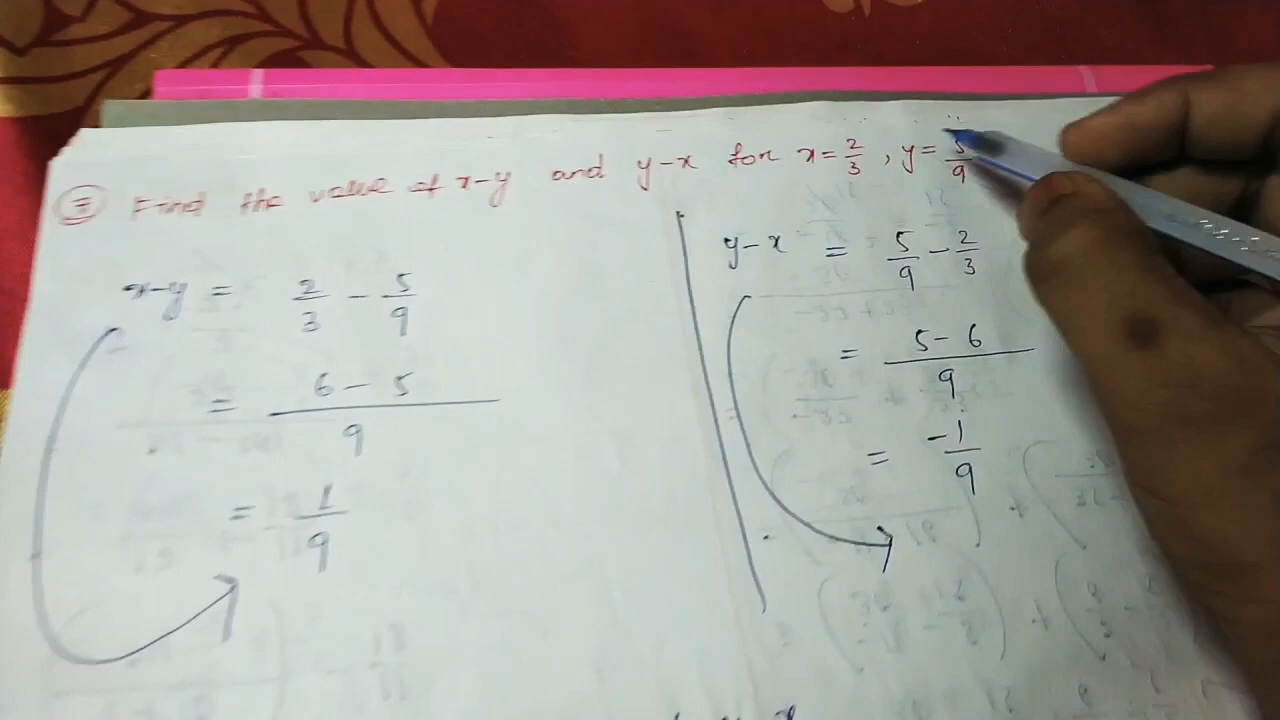 7 Find the value of x-y and y-x for x = 2/3, y = 5/9
x-y = 2/3 - 5/9
= 6 - 5 / 9
= 1/9
y-x = 5/9 - 2/3
= 5 - 6 / 9
= -1/9